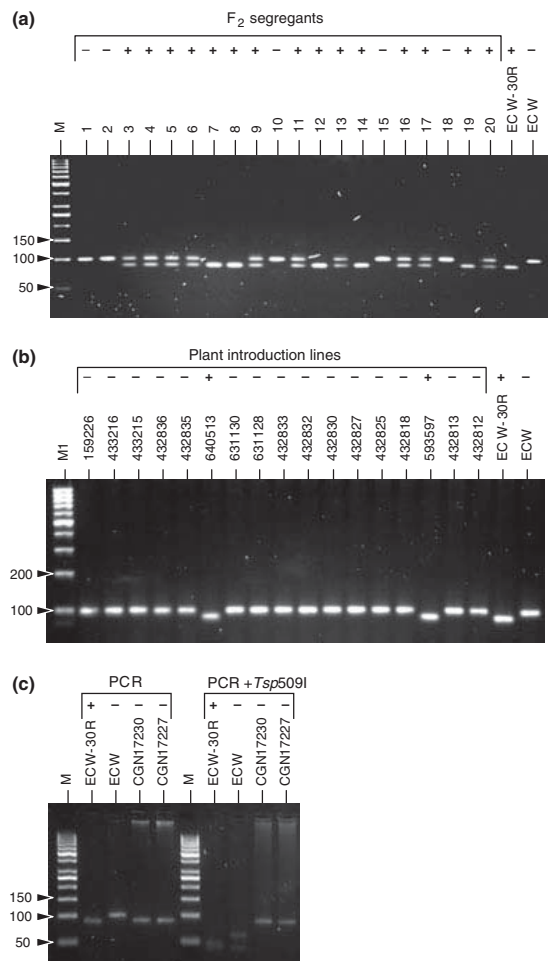 (a)
F2 segregants
– – + + + + + + + – + + + + – + + – + + + –
M 1 2 3 4 5 6 7 8 9 10 11 12 13 14 15 16 17 18 19 20 ECW-30R ECW
150
100
50
(b)
Plant introduction lines
– – – – – + – – – – – – – – + – – + –
M1 159226 433216 433215 432836 432835 640513 631130 631128 432833 432832 432830 432827 432825 432818 593597 432813 432812 ECW-30R ECW
200
100
(c)
PCR PCR +Tsp509I
+ – – – + – – –
M ECW-30R ECW CGN17230 CGN17227 M ECW-30R ECW CGN17230 CGN17227
150
100
50